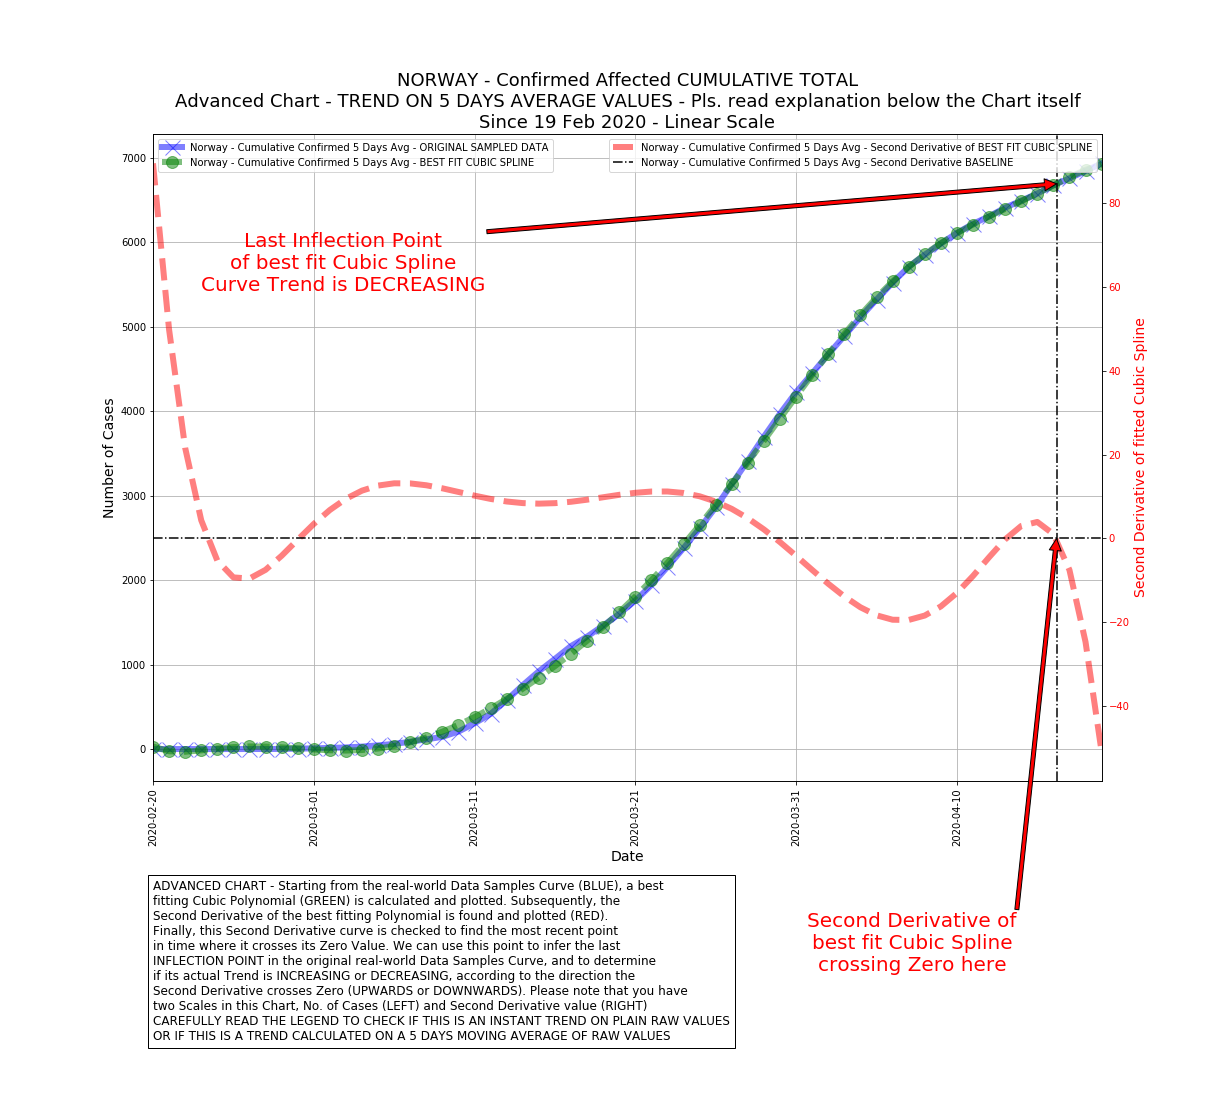 NORWAY - Confirmed Affected CUMULATIVE TOTAL
Advanced Chart - TREND ON 5 DAYS AVERAGE VALUES - Pls. read explanation below the Chart itself
Since 19 Feb 2020 - Linear Scale
Norway - Cumulative Confirmed 5 Days Avg - ORIGINAL SAMPLED DATA
Norway - Cumulative Confirmed 5 Days Avg - BEST FIT CUBIC SPLINE
Norway - Cumulative Confirmed 5 Days Avg - Second Derivative of BEST FIT CUBIC SPLINE
Norway - Cumulative Confirmed 5 Days Avg - Second Derivative BASELINE
Last Inflection Point
of best fit Cubic Spline
Curve Trend is DECREASING
Number of Cases
7000
6000
5000
4000
3000
2000
1000
0
80
60
40
20
0
−20
−40
Second Derivative of fitted Cubic Spline
2020-02-20
2020-03-01
2020-03-11
2020-03-21
2020-03-31
2020-04-10
Date
Second Derivative of
best fit Cubic Spline
crossing Zero here
ADVANCED CHART - Starting from the real-world Data Samples Curve (BLUE), a best
fitting Cubic Polynomial (GREEN) is calculated and plotted. Subsequently, the
Second Derivative of the best fitting Polynomial is found and plotted (RED).
Finally, this Second Derivative curve is checked to find the most recent point
in time where it crosses its Zero Value. We can use this point to infer the last
INFLECTION POINT in the original real-world Data Samples Curve, and to determine
if its actual Trend is INCREASING or DECREASING, according to the direction the
Second Derivative crosses Zero (UPWARDS or DOWNWARDS). Please note that you have
two Scales in this Chart, No. of Cases (LEFT) and Second Derivative value (RIGHT)
CAREFULLY READ THE LEGEND TO CHECK IF THIS IS AN INSTANT TREND ON PLAIN RAW VALUES
OR IF THIS IS A TREND CALCULATED ON A 5 DAYS MOVING AVERAGE OF RAW VALUES